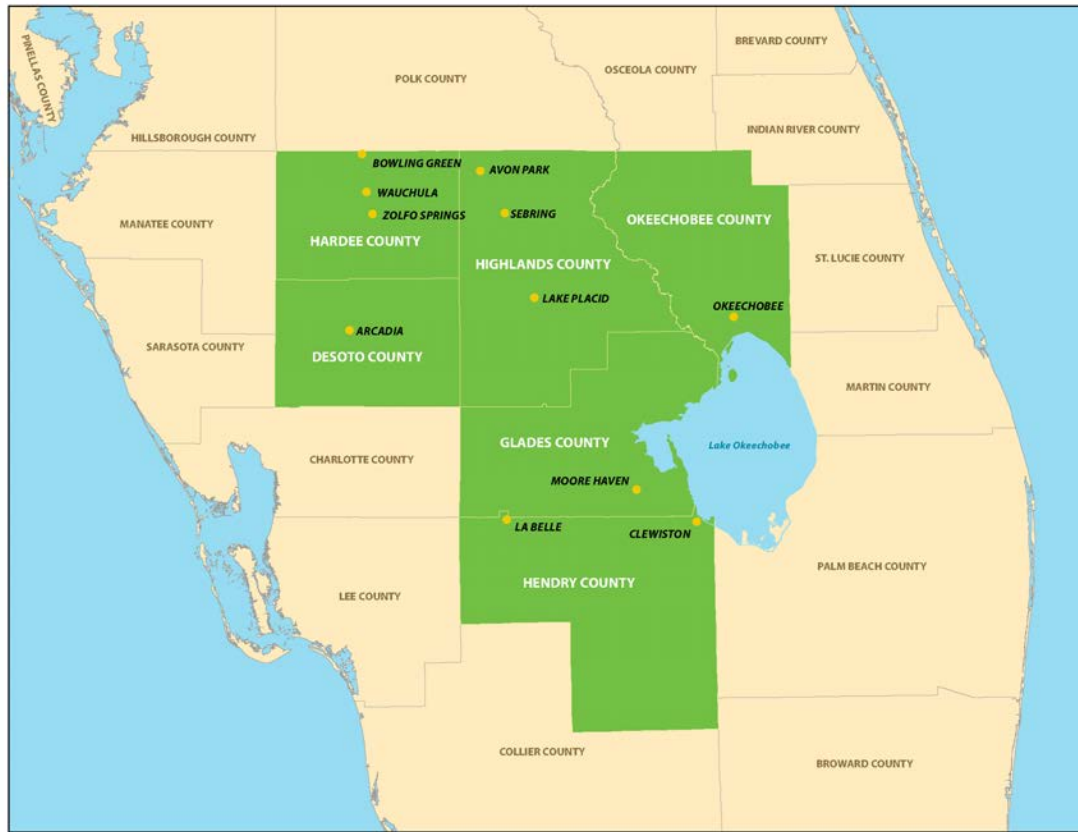 PINELLAS COUNTY
BREVARD COUNTY
OSCEOLA COUNTY
POLK COUNTY
HILLSBOROUGH COUNTY
INDIAN RIVER COUNTY
BOWLING GREEN
AVON PARK
WAUCHULA
ZOLFO SPRINGS
SEBRING
MANATEE COUNTY
OKEECHOBEE COUNTY
HARDEE COUNTY
HIGHLANDS COUNTY
ST. LUCIE COUNTY
LAKE PLACID
OKEECHOBEE
ARCADIA
SARASOTA COUNTY
DESOTO COUNTY
MARTIN COUNTY
GLADES COUNTY
Lake Okeechobee
CHARLOTTE COUNTY
MOORE HAVEN
LA BELLE
CLEWISTON
PALM BEACH COUNTY
HENDRY COUNTY
LEE COUNTY
COLLIER COUNTY
BROWARD COUNTY